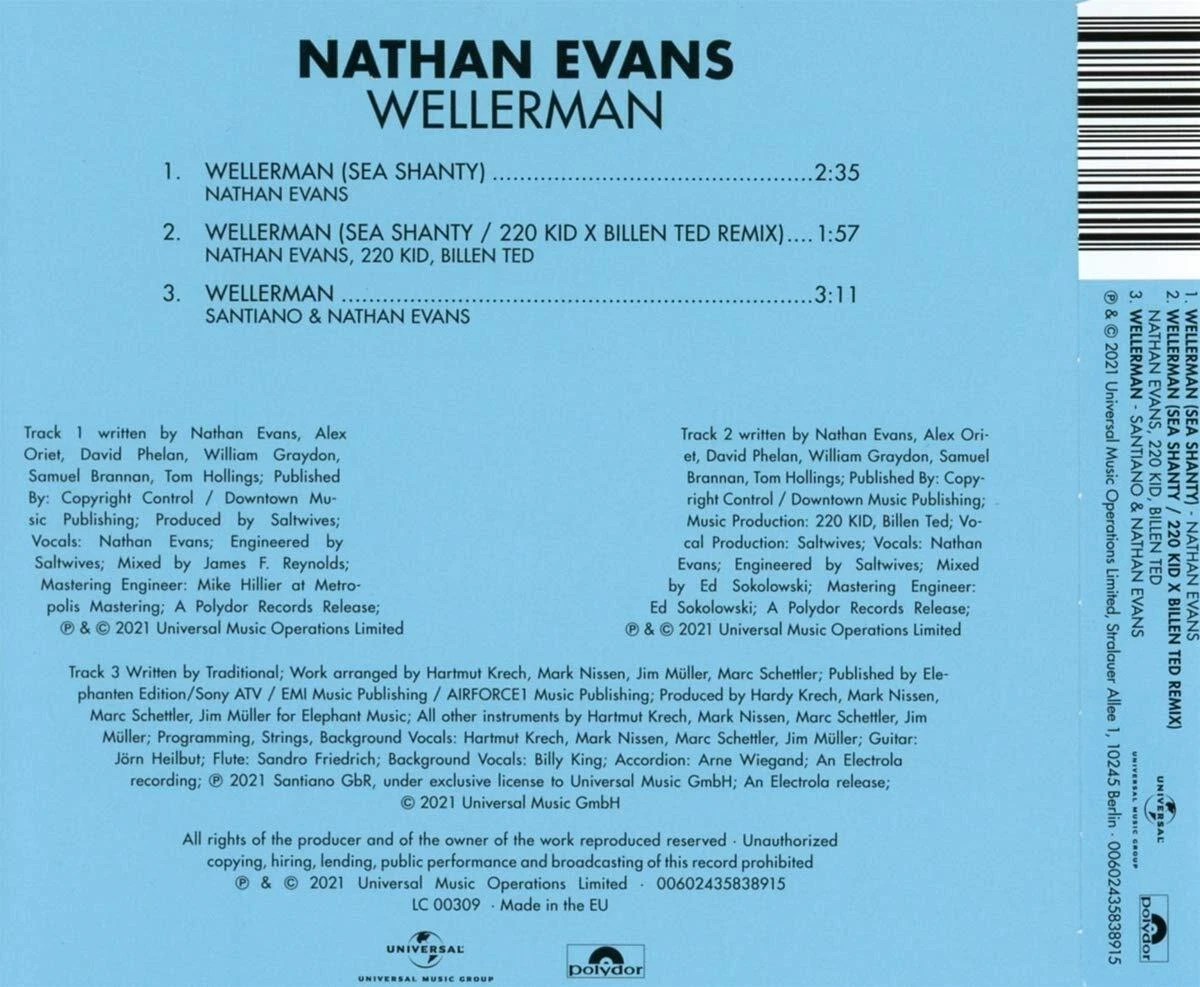 NATHAN EVANS
WELLERMAN
1. WELLERMAN (SEA SHANTY) ................................................2:35
NATHAN EVANS
2. WELLERMAN (SEA SHANTY / 220 KID X BILLEN TED REMIX)....1:57
NATHAN EVANS, 220 KID, BILLEN TED
3. WELLERMAN ......................................................................3:11
SANTIANO & NATHAN EVANS
Track 1 written by Nathan Evans, Alex
Oriet, David Phelan, William Graydon,
Samuel Brannan, Tom Hollings; Published
By: Copyright Control / Downtown Mu-
sic Publishing; Produced by Saltwives;
Vocals: Nathan Evans; Engineered by
Saltwives; Mixed by James F. Reynolds;
Mastering Engineer: Mike Hillier at Metro-
polis Mastering; A Polydor Records Release;
℗ & © 2021 Universal Music Operations Limited
Track 2 written by Nathan Evans, Alex Ori-
et, David Phelan, William Graydon, Samuel
Brannan, Tom Hollings; Published By: Copy-
right Control / Downtown Music Publishing;
Music Production: 220 KID, Billen Ted; Vo-
cal Production: Saltwives; Vocals: Nathan
Evans; Engineered by Saltwives; Mixed
by Ed Sokolowski; Mastering Engineer:
Ed Sokolowski; A Polydor Records Release;
℗ & © 2021 Universal Music Operations Limited
Track 3 Written by Traditional; Work arranged by Hartmut Krech, Mark Nissen, Jim Müller, Marc Schettler; Published by Ele-
phanten Edition/Sony ATV / EMI Music Publishing / AIRFORCE1 Music Publishing; Produced by Hardy Krech, Mark Nissen,
Marc Schettler, Jim Müller for Elephant Music; All other instruments by Hartmut Krech, Mark Nissen, Marc Schettler, Jim
Müller; Programming, Strings, Background Vocals: Hartmut Krech, Mark Nissen, Marc Schettler, Jim Müller; Guitar:
Jörn Heilbut; Flute: Sandro Friedrich; Background Vocals: Billy King; Accordion: Arne Wiegand; An Electrola
recording; ℗ 2021 Santiano GbR, under exclusive license to Universal Music GmbH; An Electrola release;
© 2021 Universal Music GmbH
All rights of the producer and of the owner of the work reproduced reserved · Unauthorized
copying, hiring, lending, public performance and broadcasting of this record prohibited
℗ & © 2021 Universal Music Operations Limited · 00602435838915
LC 00309 · Made in the EU
UNIVERSAL
UNIVERSAL MUSIC GROUP
polydor
1. WELLERMAN (SEA SHANTY) - NATHAN EVANS
2. WELLERMAN (SEA SHANTY / 220 KID X BILLEN TED REMIX)
NATHAN EVANS, 220 KID, BILLEN TED
3. WELLERMAN - SANTIANO & NATHAN EVANS
℗ & © 2021 Universal Music Operations Limited, Stralauer Allee 1, 10245 Berlin · 00602435838915
UNIVERSAL
UNIVERSAL MUSIC GROUP
polydor